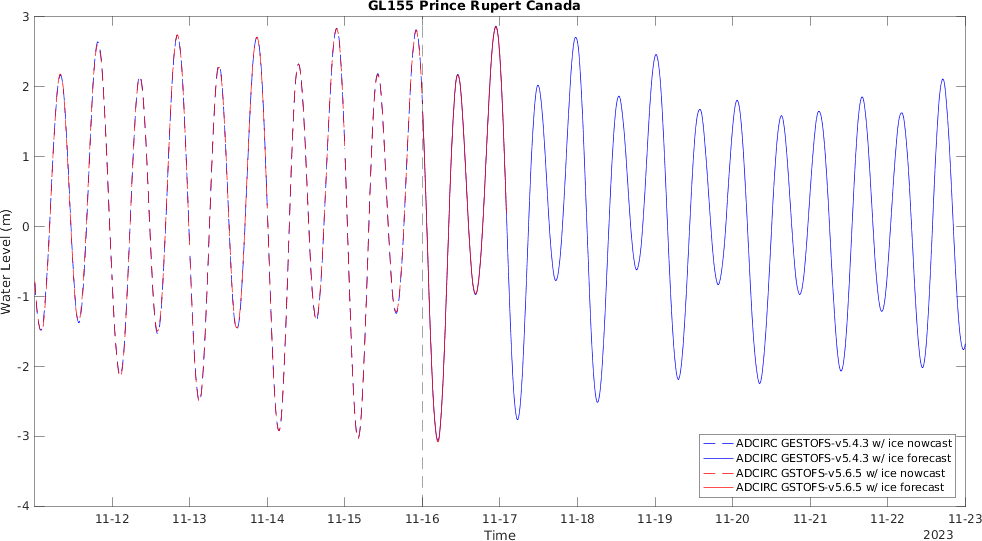 GL155 Prince Rupert Canada
3
2
1
0
-1
-2
-3
-4
Water Level (m)
ADCIRC GESTOFS-v5.4.3 w/ ice nowcast
ADCIRC GESTOFS-v5.4.3 w/ ice forecast
ADCIRC GSTOFS-v5.6.5 w/ ice nowcast
ADCIRC GSTOFS-v5.6.5 w/ ice forecast
11-12 11-13 11-14 11-15 11-16 11-17 11-18 11-19 11-20 11-21 11-22 11-23
Time 2023